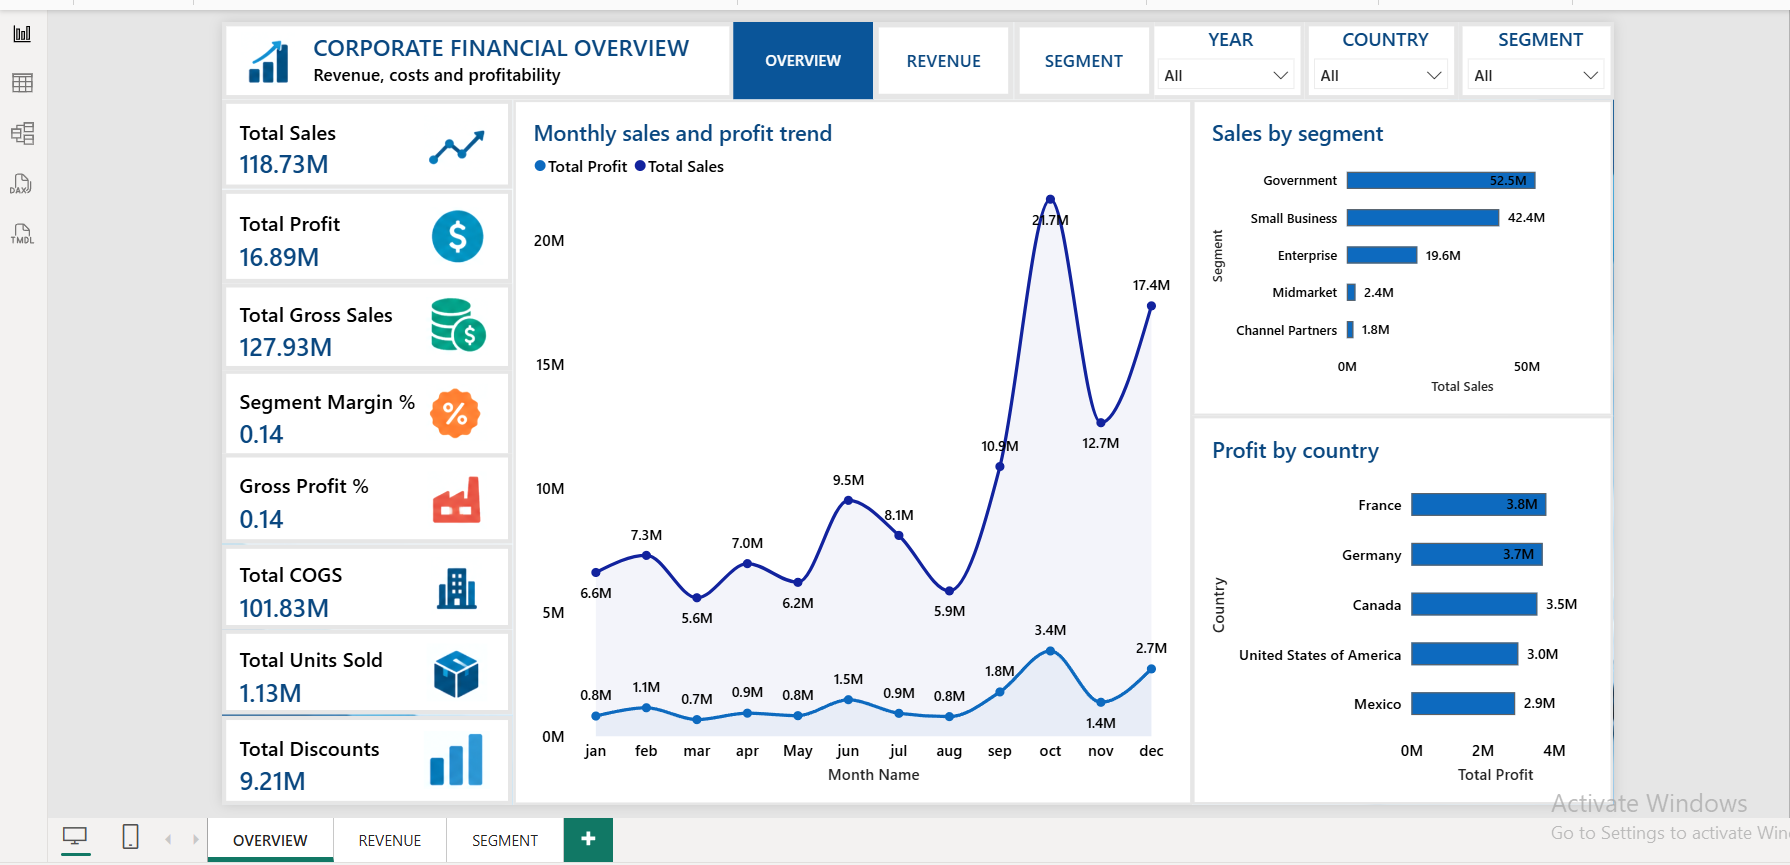 CORPORATE FINANCIAL OVERVIEW
Revenue, costs and profitability
OVERVIEW
REVENUE
SEGMENT
YEAR
All
COUNTRY
All
SEGMENT
All
DAX
TMDL
Total Sales
118.73M
Total Profit
16.89M
Total Gross Sales
127.93M
Segment Margin %
0.14
Gross Profit %
0.14
Total COGS
101.83M
Total Units Sold
1.13M
Total Discounts
9.21M
Monthly sales and profit trend
Total Profit Total Sales
20M
15M
10M
5M
0M
6.6M
7.3M
5.6M
7.0M
6.2M
9.5M
8.1M
5.9M
10.9M
21.7M
12.7M
17.4M
0.8M
1.1M
0.7M
0.9M
0.8M
1.5M
0.9M
0.8M
1.8M
3.4M
1.4M
2.7M
jan feb mar apr May jun jul aug sep oct nov dec
Month Name
Sales by segment
Segment
Government 52.5M
Small Business 42.4M
Enterprise 19.6M
Midmarket 2.4M
Channel Partners 1.8M
0M 50M
Total Sales
Profit by country
Country
France 3.8M
Germany 3.7M
Canada 3.5M
United States of America 3.0M
Mexico 2.9M
0M 2M 4M
Total Profit
Activate Windows
Go to Settings to activate Win
OVERVIEW
REVENUE
SEGMENT
+